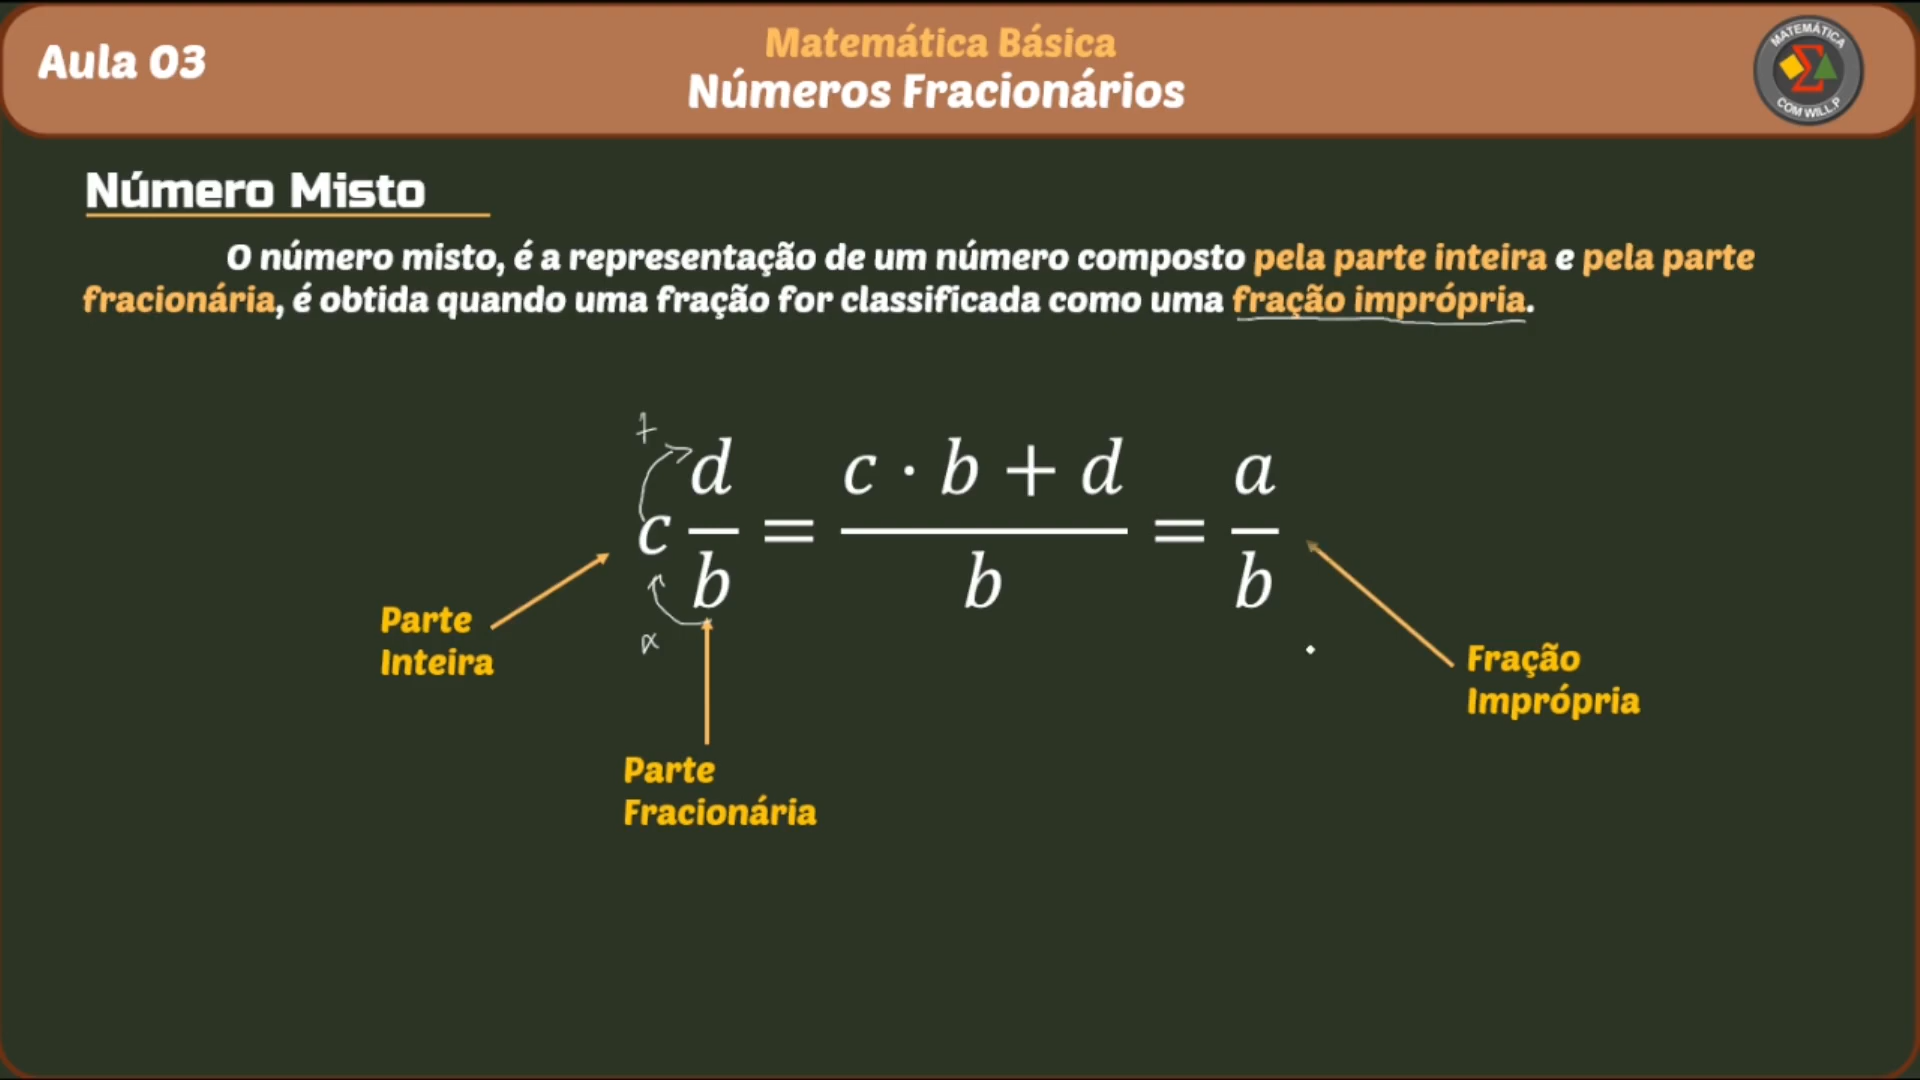 Aula 03
Matemática Básica
Números Fracionários
MATEMÁTICA
COM WILL.P
Número Misto
O número misto, é a representação de um número composto pela parte inteira e pela parte
fracionária, é obtida quando uma fração for classificada como uma fração imprópria.
+
c d/b = (c · b + d)/b = a/b
x
Parte
Inteira
Parte
Fracionária
Fração
Imprópria